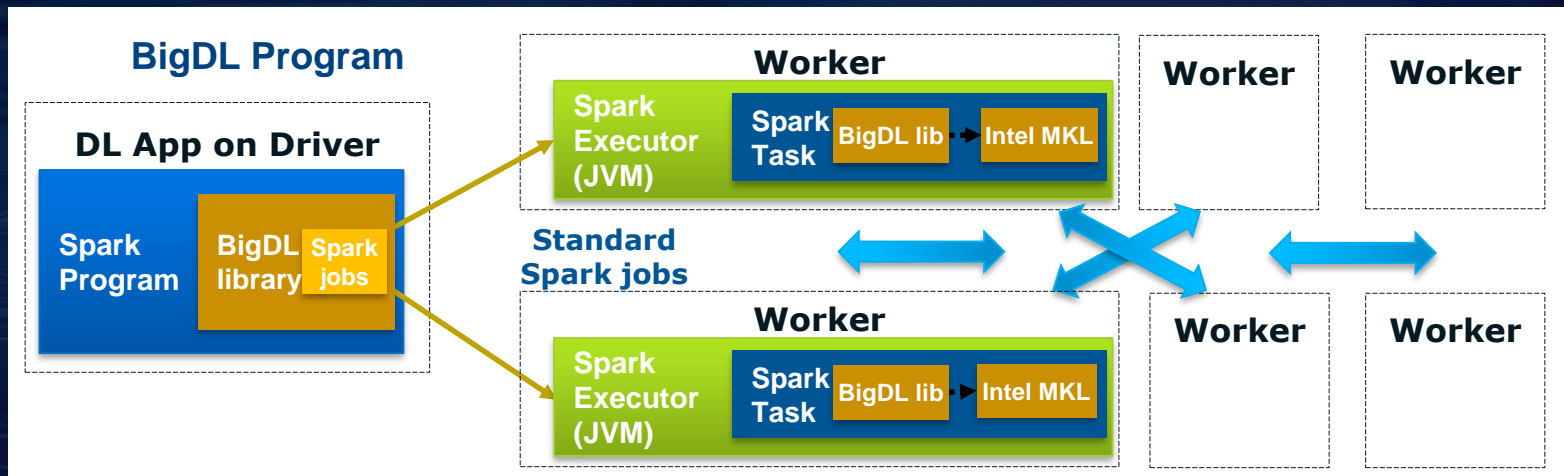 BigDL Program
DL App on Driver
Spark
Program
BigDL
library
Spark
jobs
Standard
Spark jobs
Worker
Spark
Executor
(JVM)
Spark
Task
BigDL lib
Intel MKL
Worker
Worker
Worker
Spark
Executor
(JVM)
Spark
Task
BigDL lib
Intel MKL
Worker
Worker